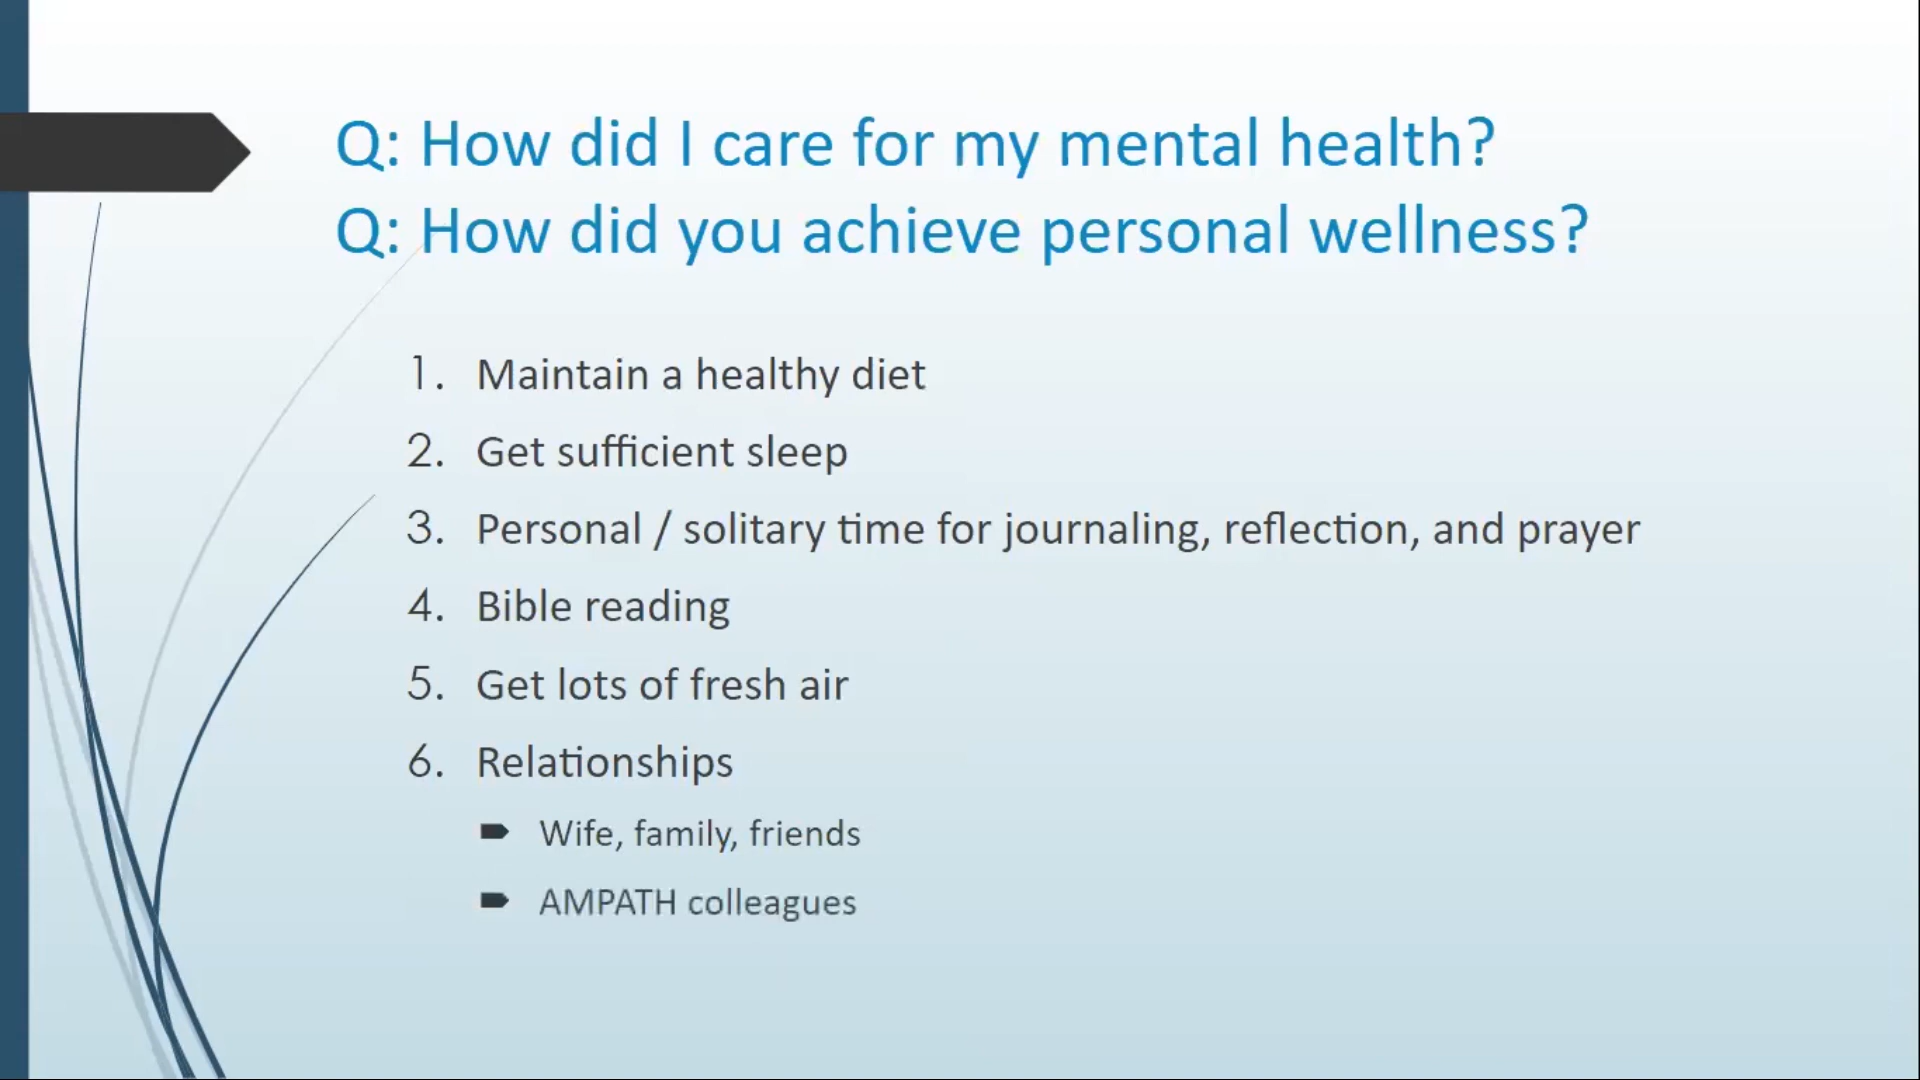 Q: How did I care for my mental health?
Q: How did you achieve personal wellness?
1. Maintain a healthy diet
2. Get sufficient sleep
3. Personal / solitary time for journaling, reflection, and prayer
4. Bible reading
5. Get lots of fresh air
6. Relationships
Wife, family, friends
AMPATH colleagues